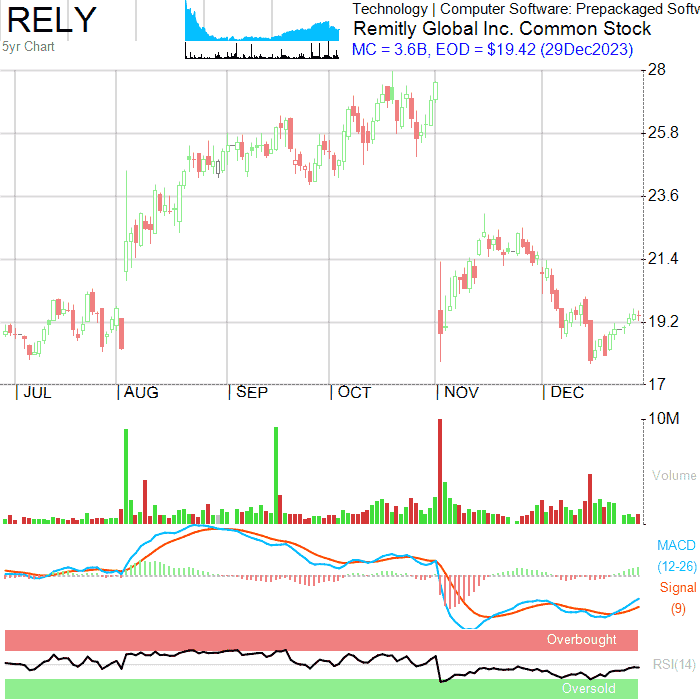 RELY
5yr Chart
Technology | Computer Software: Prepackaged Softw
Remitly Global Inc. Common Stock
MC = 3.6B, EOD = $19.42 (29Dec2023)
28
25.8
23.6
21.4
19.2
17
| JUL | AUG | SEP | OCT | NOV | DEC
10M
Volume
MACD
(12-26)
Signal
(9)
Overbought
RSI(14)
Oversold